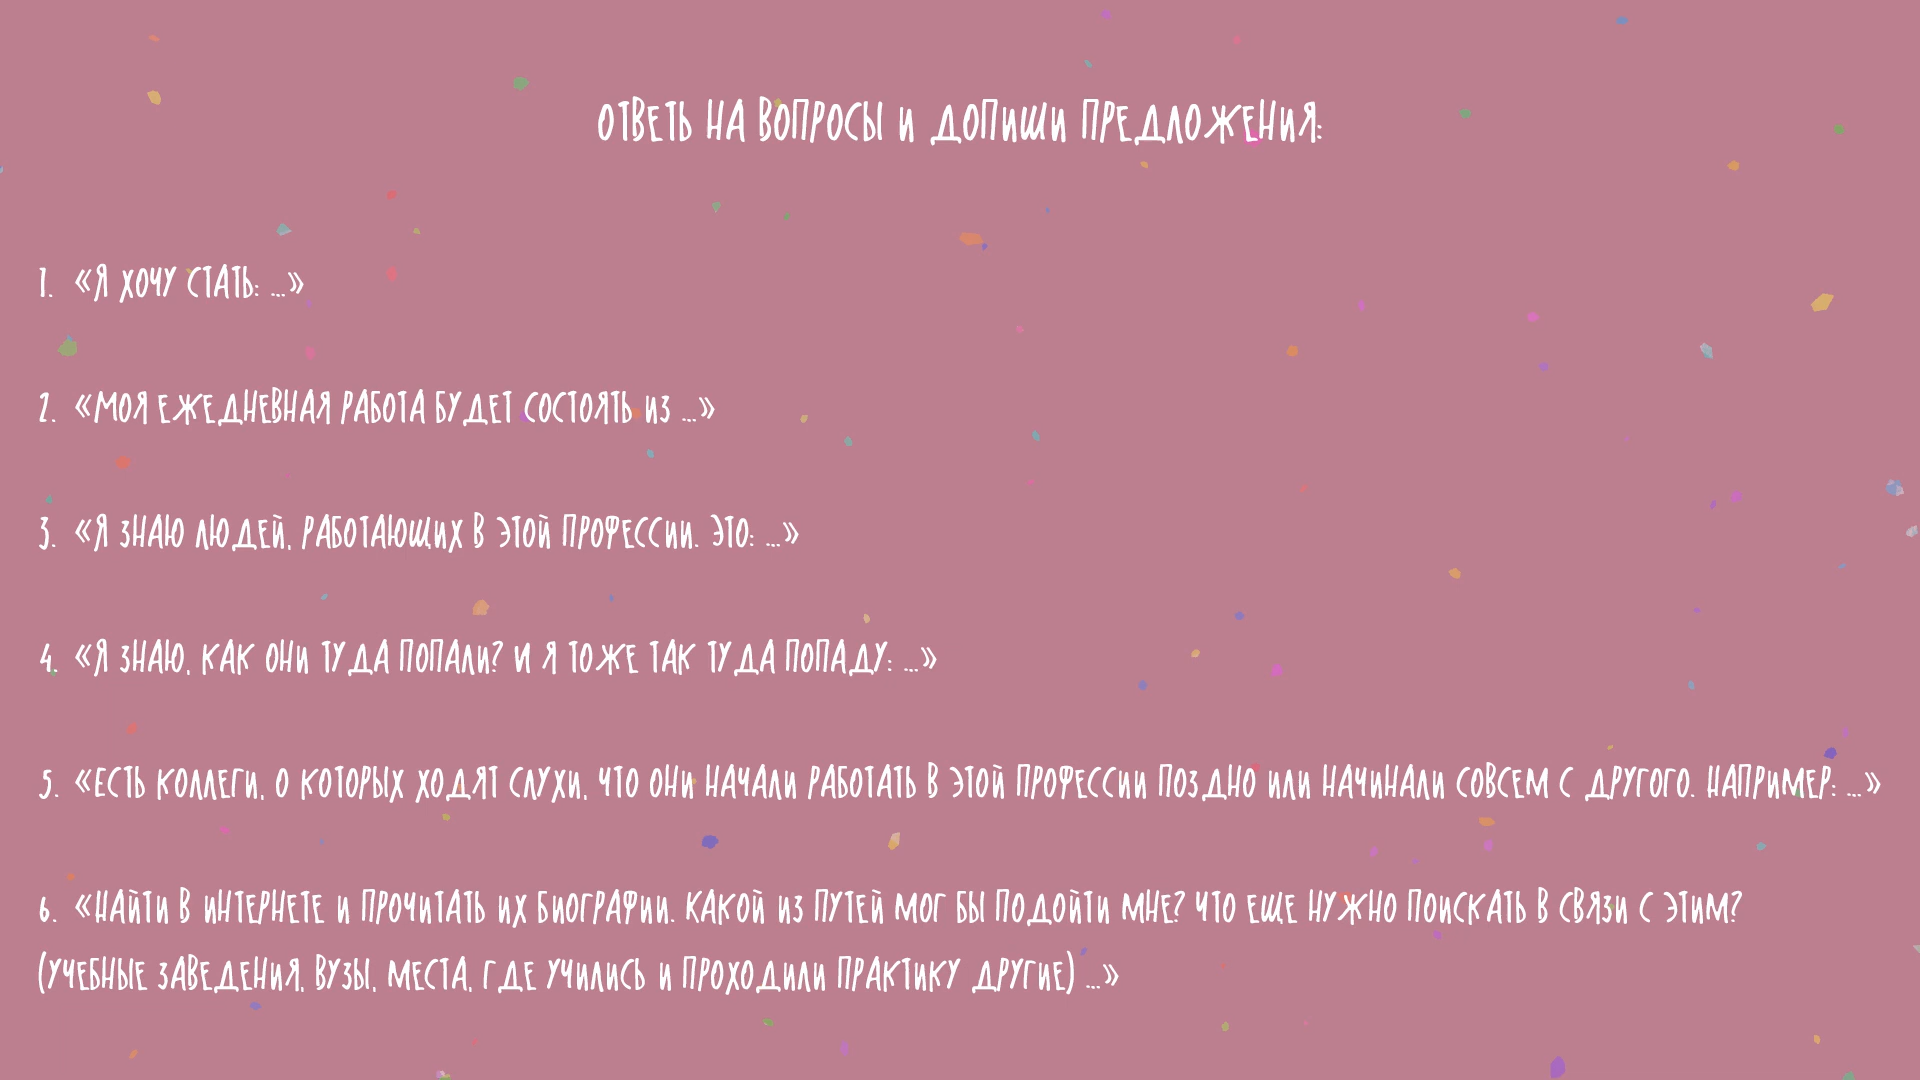 ОТВЕТЬ НА ВОПРОСЫ И ДОПИШИ ПРЕДЛОЖЕНИЯ:
1. «Я ХОЧУ СТАТЬ: ...»
2. «МОЯ ЕЖЕДНЕВНАЯ РАБОТА БУДЕТ СОСТОЯТЬ ИЗ ...»
3. «Я ЗНАЮ ЛЮДЕЙ, РАБОТАЮЩИХ В ЭТОЙ ПРОФЕССИИ. ЭТО: ...»
4. «Я ЗНАЮ, КАК ОНИ ТУДА ПОПАЛИ? И Я ТОЖЕ ТАК ТУДА ПОПАДУ: ...»
5. «ЕСТЬ КОЛЛЕГИ, О КОТОРЫХ ХОДЯТ СЛУХИ, ЧТО ОНИ НАЧАЛИ РАБОТАТЬ В ЭТОЙ ПРОФЕССИИ ПОЗДНО ИЛИ НАЧИНАЛИ СОВСЕМ С ДРУГОГО. НАПРИМЕР: ...»
6. «НАЙТИ В ИНТЕРНЕТЕ И ПРОЧИТАТЬ ИХ БИОГРАФИИ. КАКОЙ ИЗ ПУТЕЙ МОГ БЫ ПОДОЙТИ МНЕ? ЧТО ЕЩЕ НУЖНО ПОИСКАТЬ В СВЯЗИ С ЭТИМ?
(УЧЕБНЫЕ ЗАВЕДЕНИЯ, ВУЗЫ, МЕСТА, ГДЕ УЧИЛИСЬ И ПРОХОДИЛИ ПРАКТИКУ ДРУГИЕ) ...»